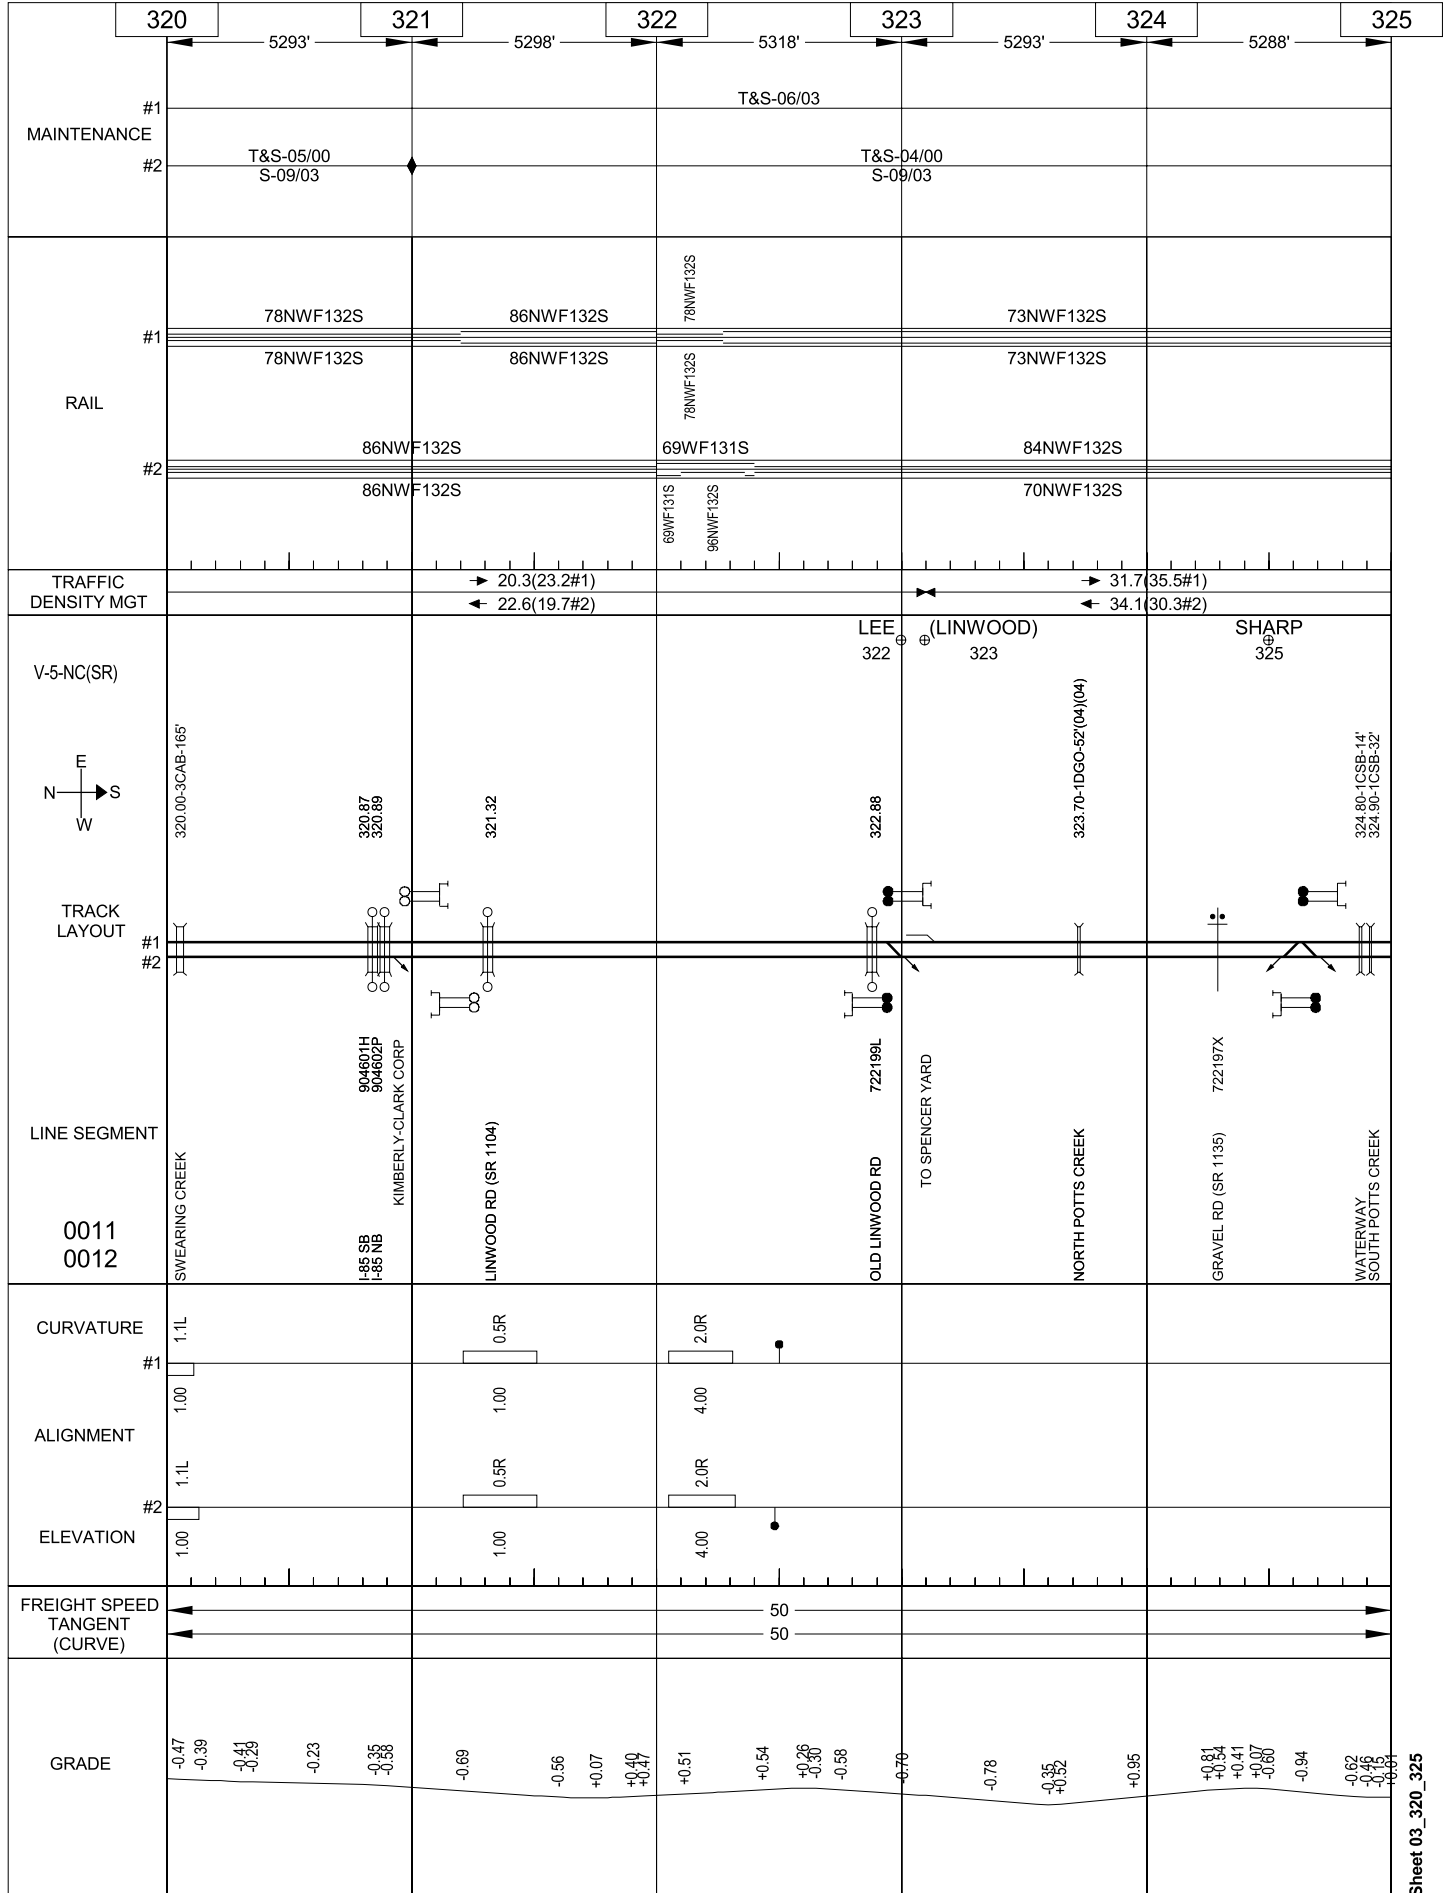 320 321 322 323 324 325
5293' 5298' 5318' 5293' 5288'
T&S-06/03
#1
MAINTENANCE
T&S-05/00 T&S-04/00
#2
S-09/03 S-09/03
78NWF132S
78NWF132S 86NWF132S 73NWF132S
#1
78NWF132S 86NWF132S 73NWF132S
78NWF132S
RAIL
86NWF132S 69WF131S 84NWF132S
#2
86NWF132S 70NWF132S
69WF131S
96NWF132S
TRAFFIC
DENSITY MGT
20.3(23.2#1) 31.7(35.5#1)
22.6(19.7#2) 34.1(30.3#2)
LEE (LINWOOD) SHARP
322 323 325
V-5-NC(SR)
E
N S
W
320.00-3CAB-165'
320.87
320.89
321.32
322.88
323.70-1DGO-52'(04)(04)
324.80-1CSB-14'
324.90-1CSB-32'
TRACK
LAYOUT
#1
#2
904601H
904602P
KIMBERLY-CLARK CORP
722199L
TO SPENCER YARD
722197X
LINE SEGMENT
0011
0012
SWEARING CREEK
I-85 SB
I-85 NB
LINWOOD RD (SR 1104)
OLD LINWOOD RD
NORTH POTTS CREEK
GRAVEL RD (SR 1135)
WATERWAY
SOUTH POTTS CREEK
CURVATURE
1.1L 0.5R 2.0R
#1
1.00 1.00 4.00
ALIGNMENT
1.1L 0.5R 2.0R
#2
ELEVATION
1.00 1.00 4.00
FREIGHT SPEED
TANGENT
(CURVE)
50
50
GRADE
-0.47
-0.39
-0.41
-0.29
-0.23
-0.35
-0.58
-0.69
-0.56
+0.07
+0.40
+0.47
+0.51
+0.54
+0.26
-0.30
-0.58
-0.70
-0.78
-0.35
+0.52
+0.95
+0.81
+0.54
+0.41
+0.07
-0.60
-0.94
-0.62
-0.46
-0.15
+0.01
Sheet 03_320_325